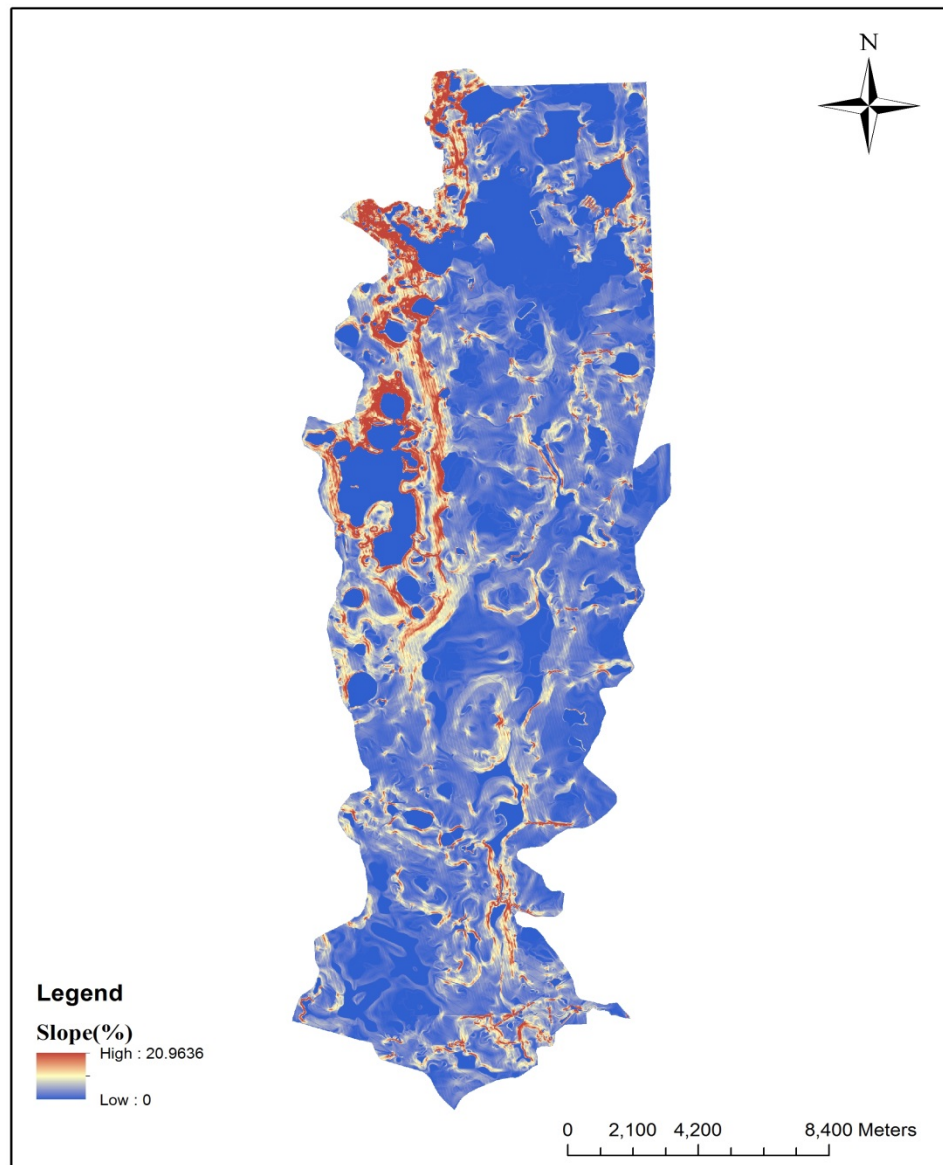 N
Legend
Slope(%)
High : 20.9636
Low : 0
0 2,100 4,200 8,400 Meters